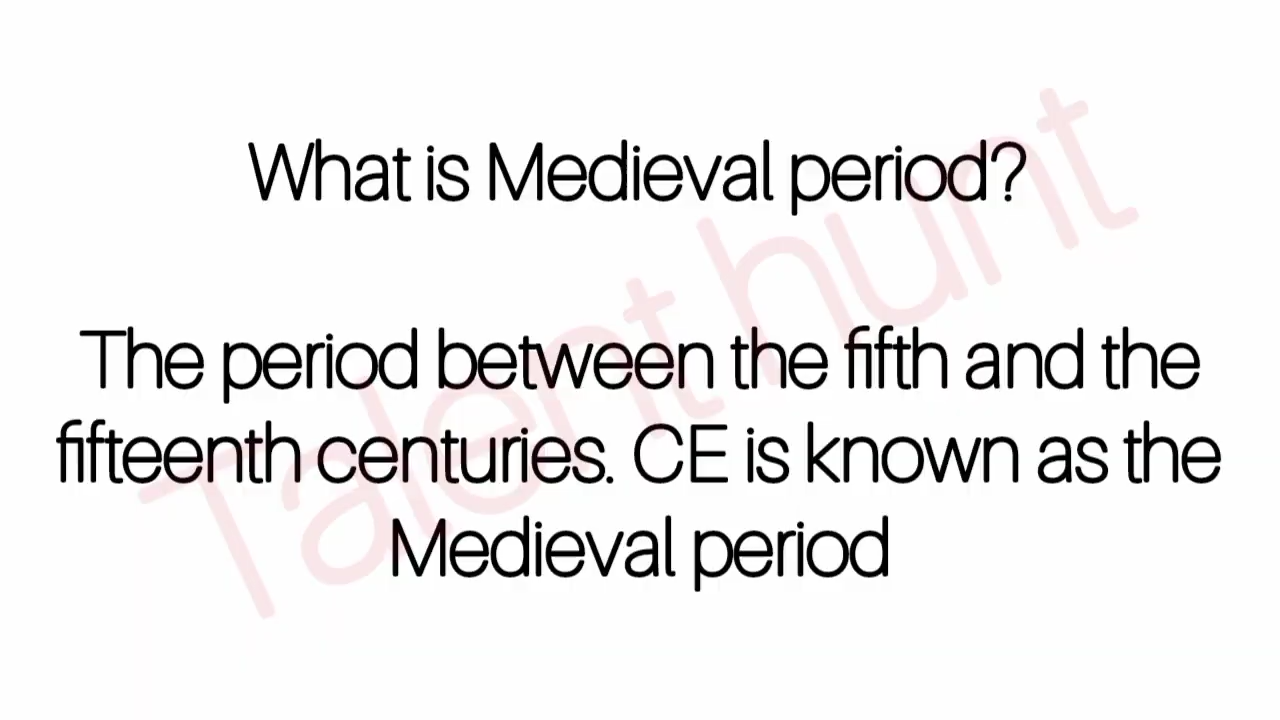 What is Medieval period?
The period between the fifth and the
fifteenth centuries. CE is known as the
Medieval period
Talent hunt